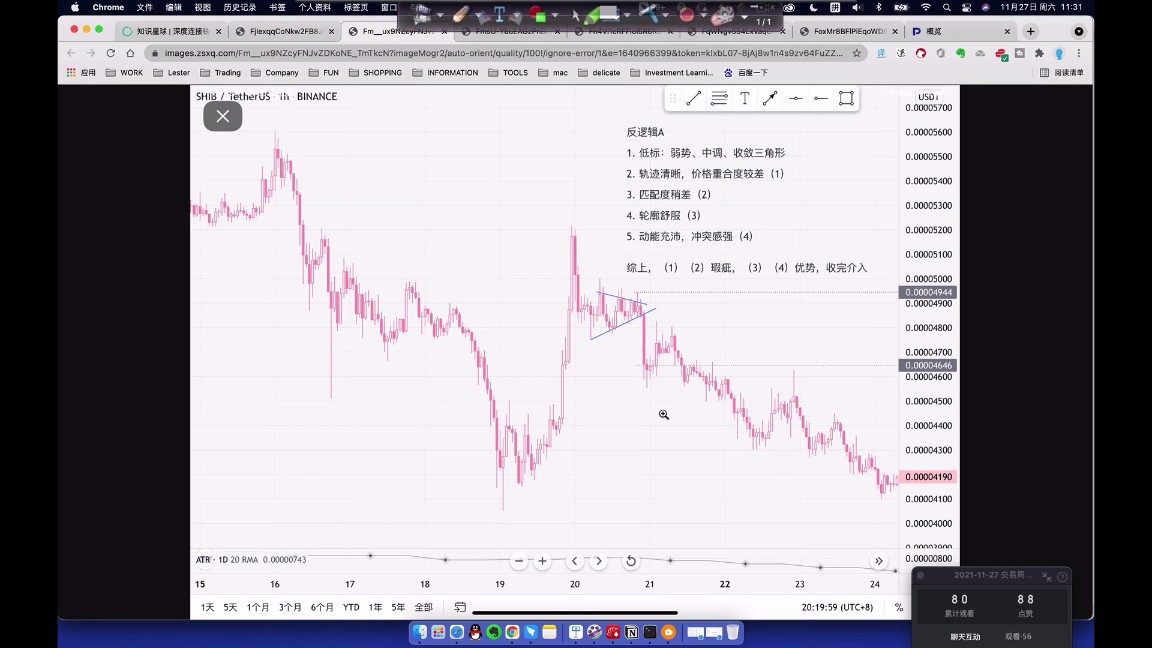 Chrome 文件 编辑 视图 历史记录 书签 个人资料 标签页 窗口 拼 11月27日 周六 11:31
1/1
知识星球 | 深度连接铁
FjIexqqCoNkw2FB8J
Fm__ux9NZcyFNJvZDKoNE
FoxMrBBFIPIEqoWD
概览
images.zsxq.com/Fm__ux9NZcyFNJvZDKoNE_TmTkcN?imageMogr2/auto-orient/quality/100!/ignore-error/1&e=1640966399&token=kIxbL07-8jAj8w1n4s9zv64FuZZ...
应用 WORK Lester Trading Company FUN SHOPPING INFORMATION TOOLS mac delicate Investment Learni... 百度一下 阅读清单
SHIB / TetherUS · 1h · BINANCE
USDT
反逻辑A
1. 低标：弱势、中调、收敛三角形
2. 轨迹清晰，价格重合度较差（1）
3. 匹配度稍差（2）
4. 轮廓舒服（3）
5. 动能充沛，冲突感强（4）
综上，（1）（2）瑕疵，（3）（4）优势，收完介入
0.00005700
0.00005600
0.00005500
0.00005400
0.00005300
0.00005200
0.00005100
0.00005000
0.00004944
0.00004900
0.00004800
0.00004700
0.00004646
0.00004600
0.00004500
0.00004400
0.00004300
0.00004190
0.00004100
0.00004000
0.00003900
ATR · 1D 20 RMA 0.00000743
0.00000800
15 16 17 18 19 20 21 22 23 24
1天 5天 1个月 3个月 6个月 YTD 1年 5年 全部
20:19:59 (UTC+8) %
2021-11-27 交易周...
80 88
累计观看 点赞
聊天互动 观看·56